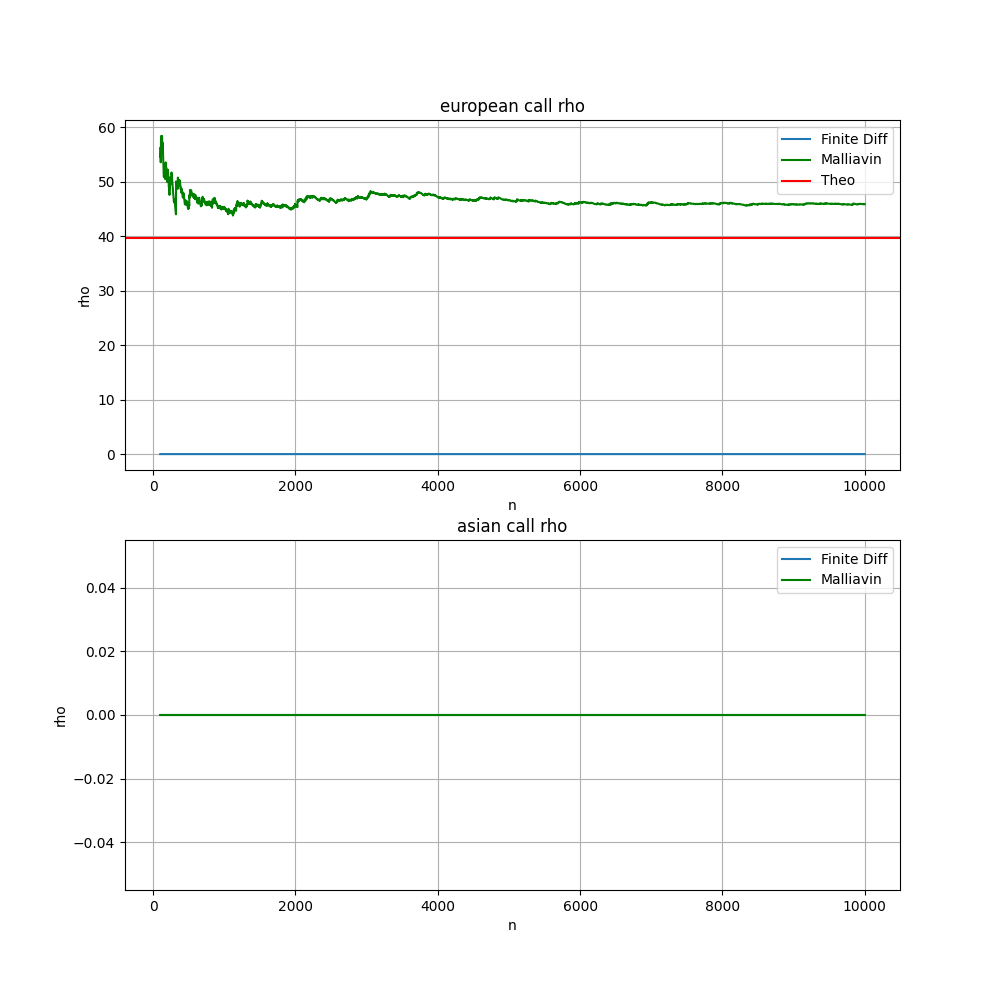 european call rho
60
50
40
30
20
10
0
rho
Finite Diff
Malliavin
Theo
0 2000 4000 6000 8000 10000
n
asian call rho
0.04
0.02
0.00
−0.02
−0.04
rho
Finite Diff
Malliavin
0 2000 4000 6000 8000 10000
n